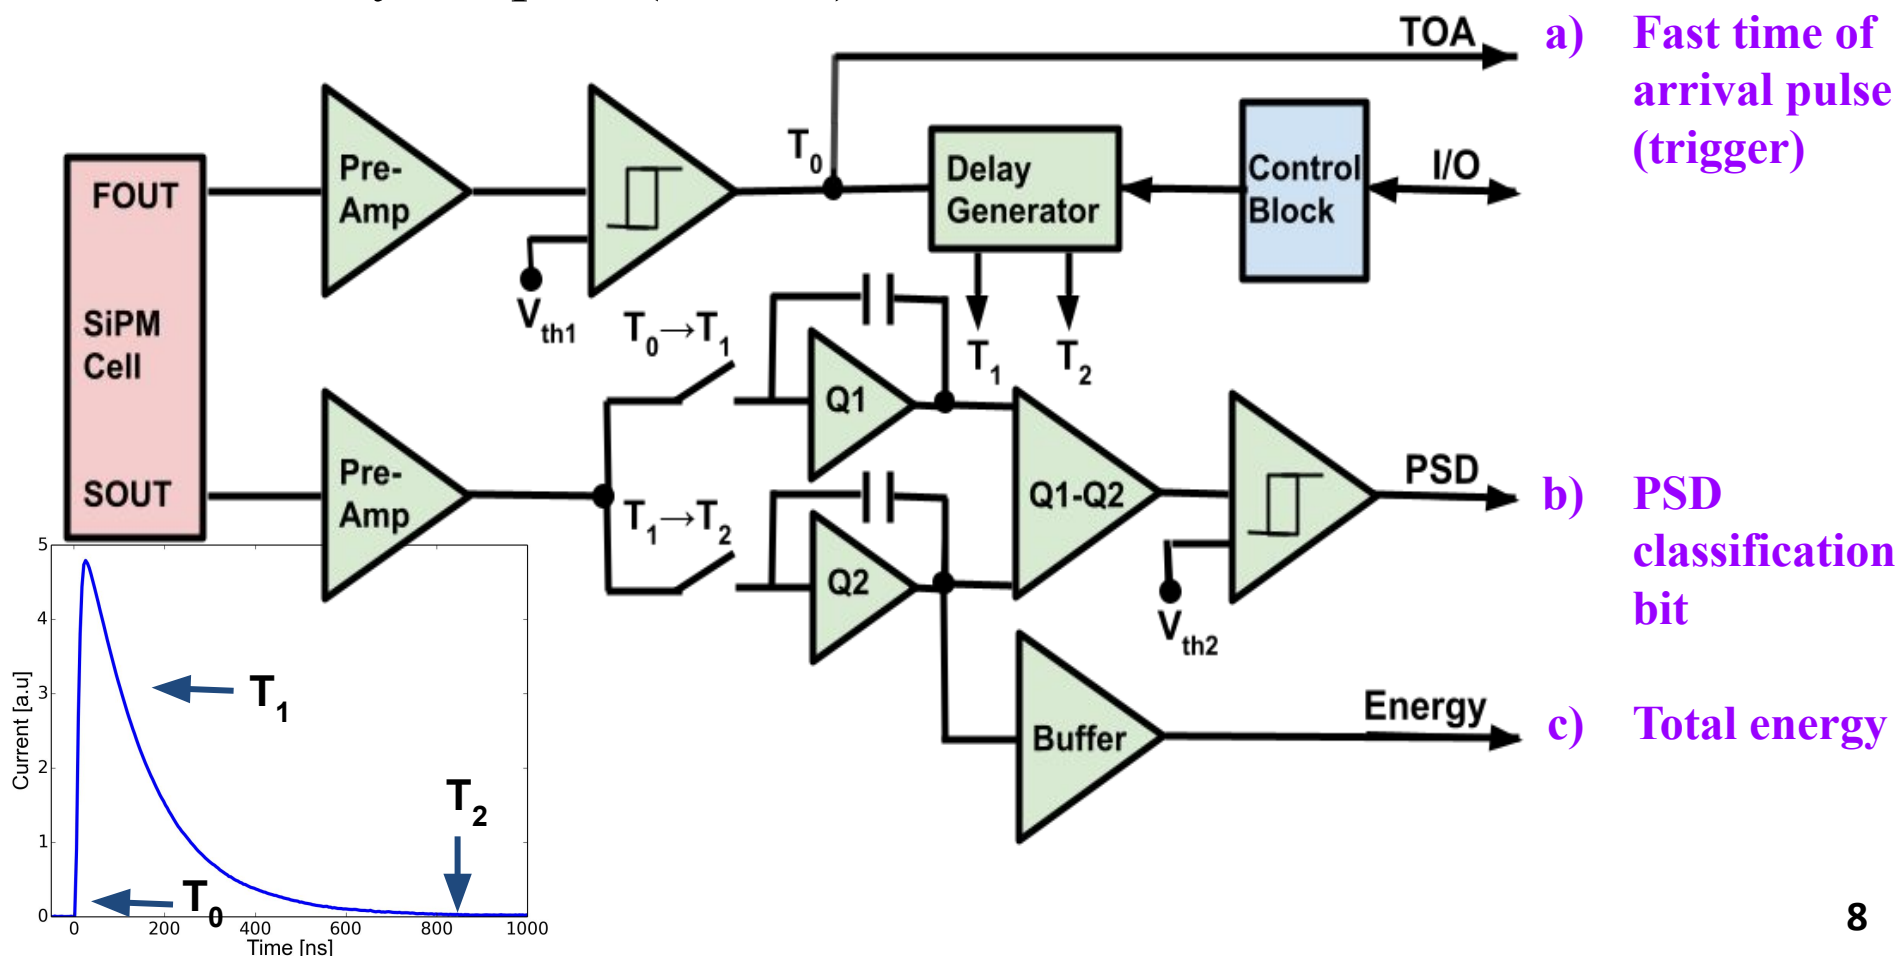 TOA
a) Fast time of
arrival pulse
(trigger)
FOUT
Pre-
Amp
T0
Delay
Generator
Control
Block
I/O
Vth1
SiPM
Cell
T0→T1
T1
T2
Q1
SOUT
Pre-
Amp
T1→T2
Q2
Q1-Q2
PSD
b) PSD
classification
bit
Vth2
Buffer
Energy
c) Total energy
Current [a.u]
5
4
3
2
1
0
T1
T2
T0
0 200 400 600 800 1000
Time [ns]
8